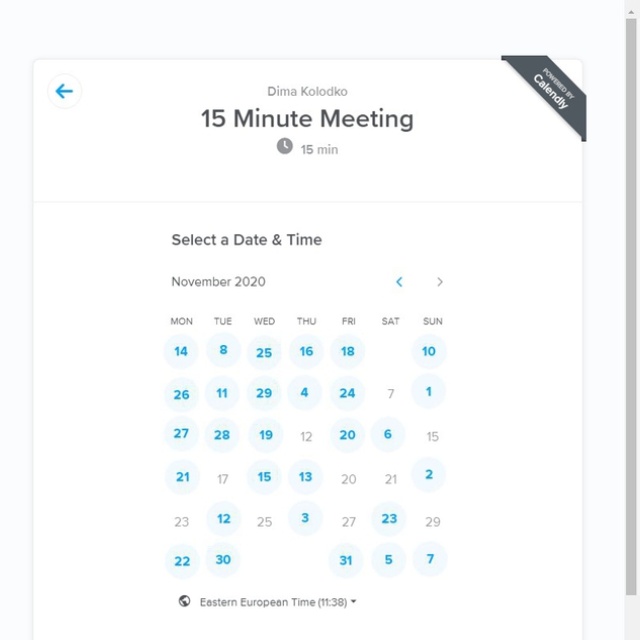 POWERED BY
Calendly
Dima Kolodko
15 Minute Meeting
15 min
Select a Date & Time
November 2020
MON TUE WED THU FRI SAT SUN
14 8 25 16 18 10
26 11 29 4 24 7 1
27 28 19 12 20 6 15
21 17 15 13 20 21 2
23 12 25 3 27 23 29
22 30 31 5 7
Eastern European Time (11:38)